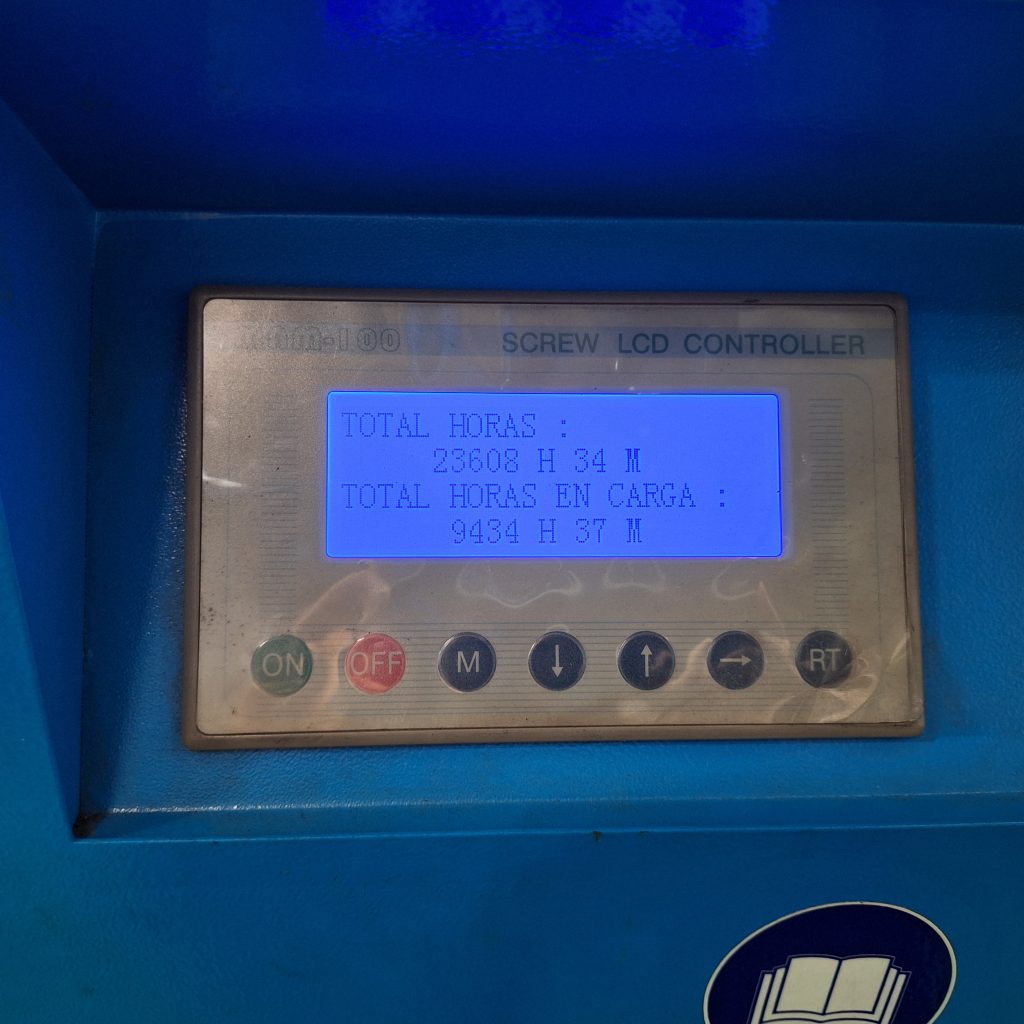 SCREW LCD CONTROLLER
TOTAL HORAS :
23608 H 34 M
TOTAL HORAS EN CARGA :
9434 H 37 M
ON OFF M ↓ ↑ → RT